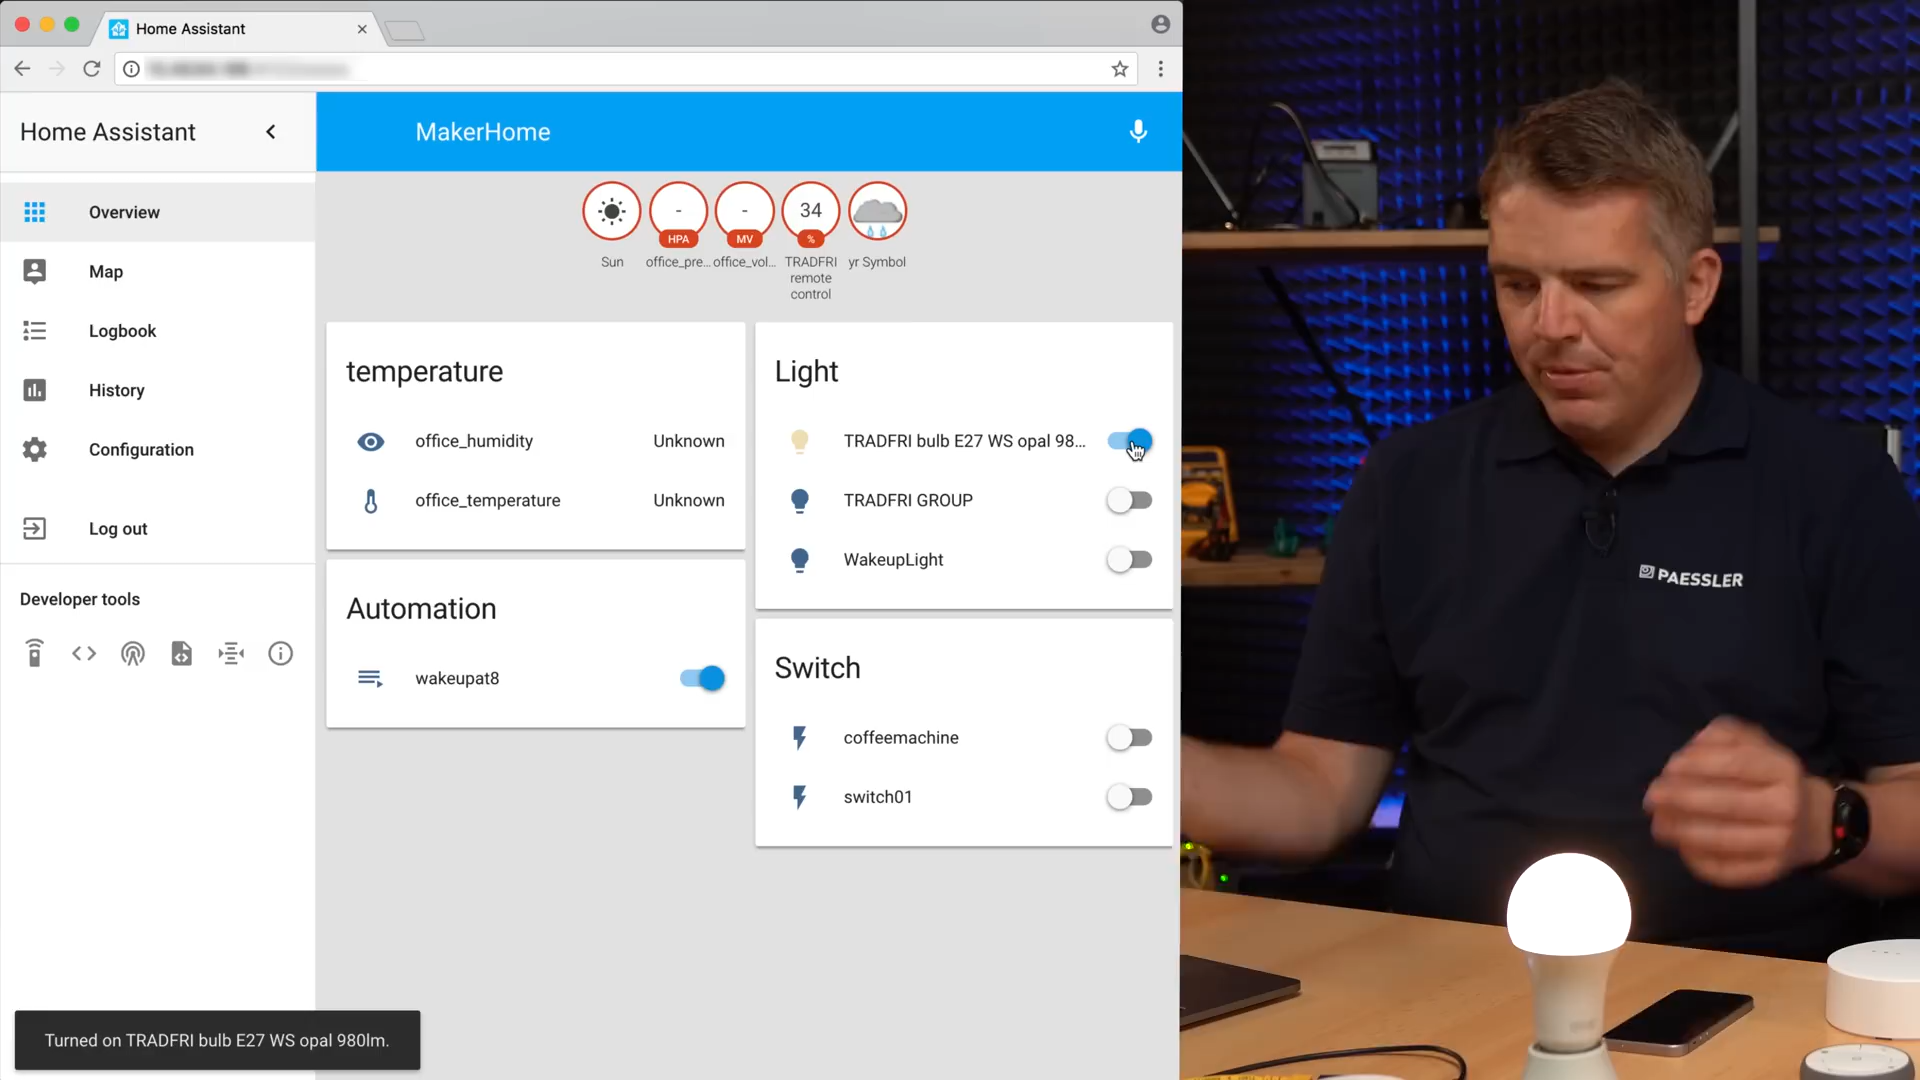 Home Assistant
Home Assistant
MakerHome
Overview
Map
Logbook
History
Configuration
Log out
Developer tools
-
HPA
-
MV
34
%
Sun
office_pre...
office_vol...
TRADFRI
remote
control
yr Symbol
temperature
office_humidity Unknown
office_temperature Unknown
Automation
wakeupat8
Light
TRADFRI bulb E27 WS opal 98...
TRADFRI GROUP
WakeupLight
Switch
coffeemachine
switch01
Turned on TRADFRI bulb E27 WS opal 980lm.
PAESSLER